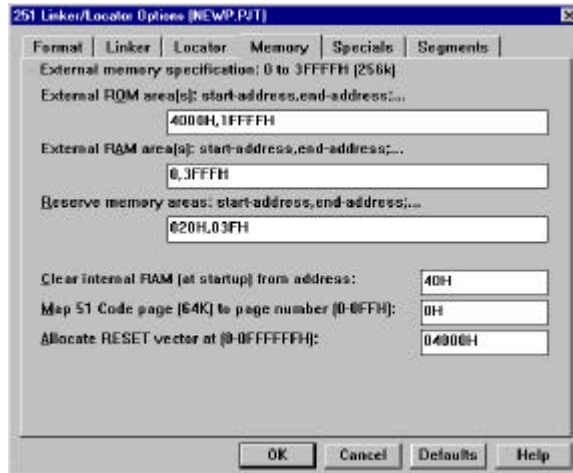 251 Linker/Locator Options [NEWP.PJT]
Format Linker Locator Memory Specials Segments
External memory specification: 0 to 3FFFFH (256k)
External ROM area(s): start-address,end-address;...
4000H,1FFFFH
External RAM area(s): start-address,end-address;...
0,3FFFH
Reserve memory areas: start-address,end-address;...
020H,03FH
Clear internal RAM (at startup) from address:
40H
Map 51 Code page (64K) to page number (0-0FFH):
0H
Allocate RESET vector at (0-0FFFFFFH):
04000H
OK Cancel Defaults Help